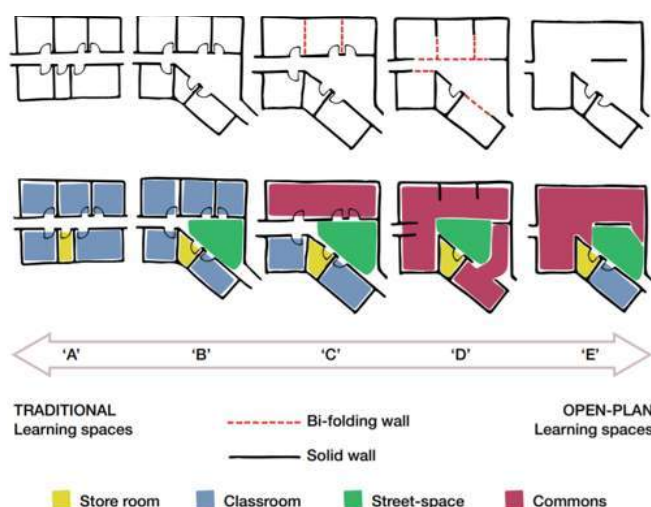 'A' 'B' 'C' 'D' 'E'
TRADITIONAL
Learning spaces
Bi-folding wall
Solid wall
OPEN-PLAN
Learning spaces
Store room Classroom Street-space Commons